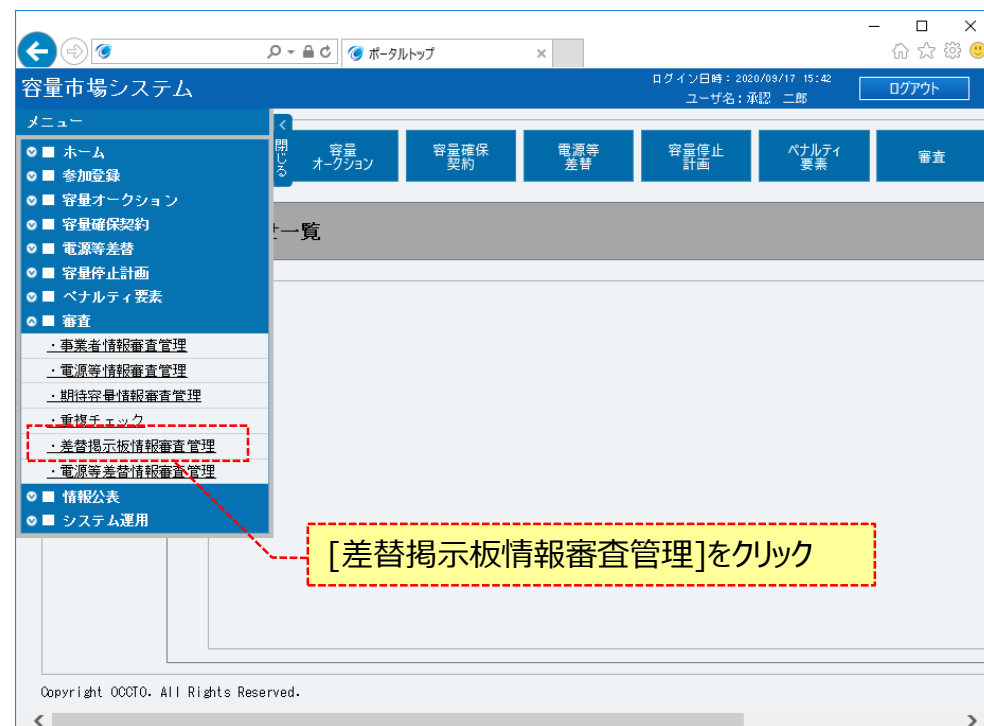 ポータルトップ
容量市場システム
ログイン日時：2020/09/17 15:42
ユーザ名：承認 二郎
ログアウト
メニュー
閉じる
容量
オークション
容量確保
契約
電源等
差替
容量停止
計画
ペナルティ
要素
審査
ホーム
参加登録
容量オークション
容量確保契約
電源等差替
容量停止計画
ペナルティ要素
審査
・事業者情報審査管理
・電源等情報審査管理
・期待容量情報審査管理
・重複チェック
・差替掲示板情報審査管理
・電源等差替情報審査管理
情報公表
システム運用
一覧
[差替掲示板情報審査管理]をクリック
Copyright OCCTO. All Rights Reserved.